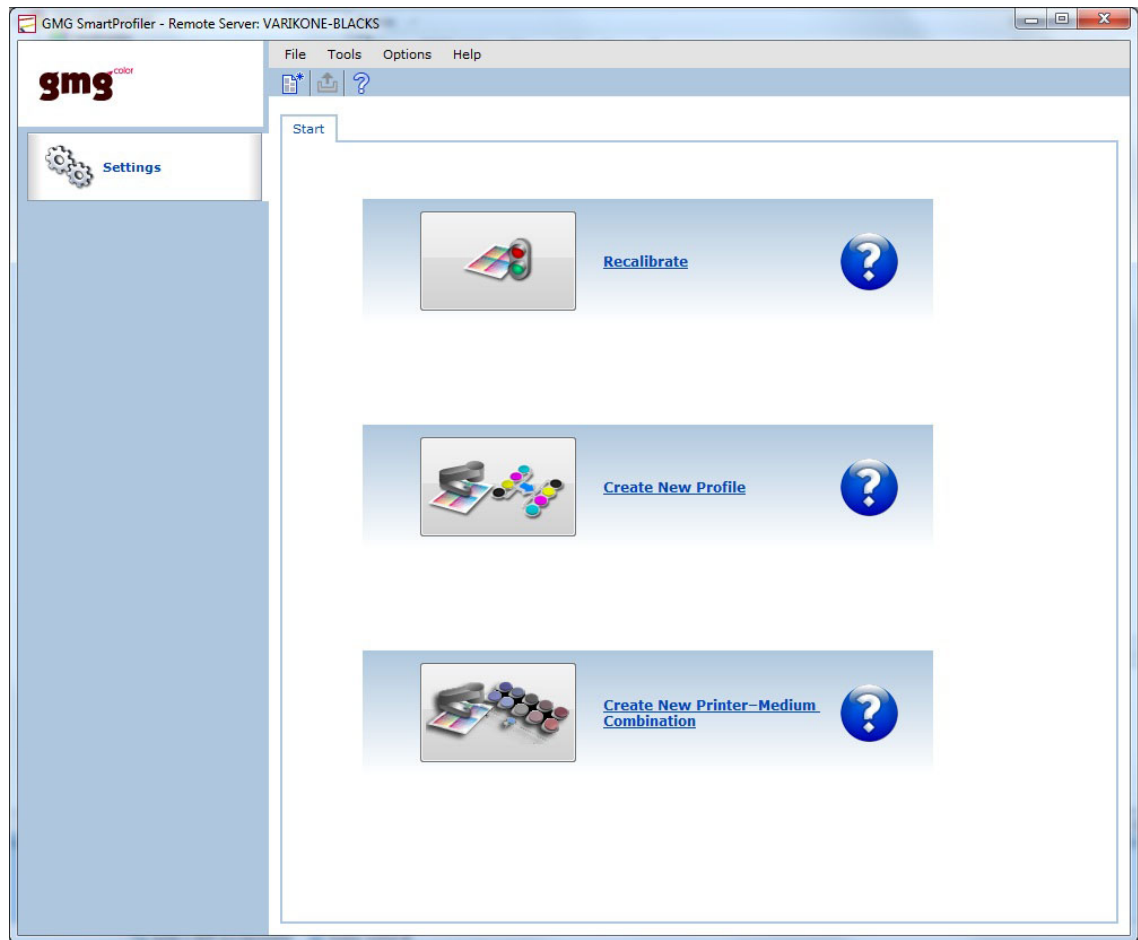 GMG SmartProfiler - Remote Server: VARIKONE-BLACKS
File Tools Options Help
gmg color
Start
Settings
Recalibrate
?
Create New Profile
?
Create New Printer-Medium
Combination
?